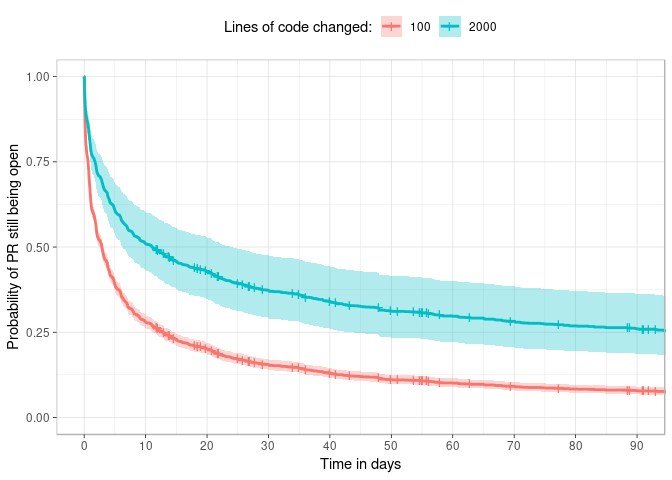 Lines of code changed: 100 2000
1.00
0.75
0.50
0.25
0.00
Probability of PR still being open
0 10 20 30 40 50 60 70 80 90
Time in days